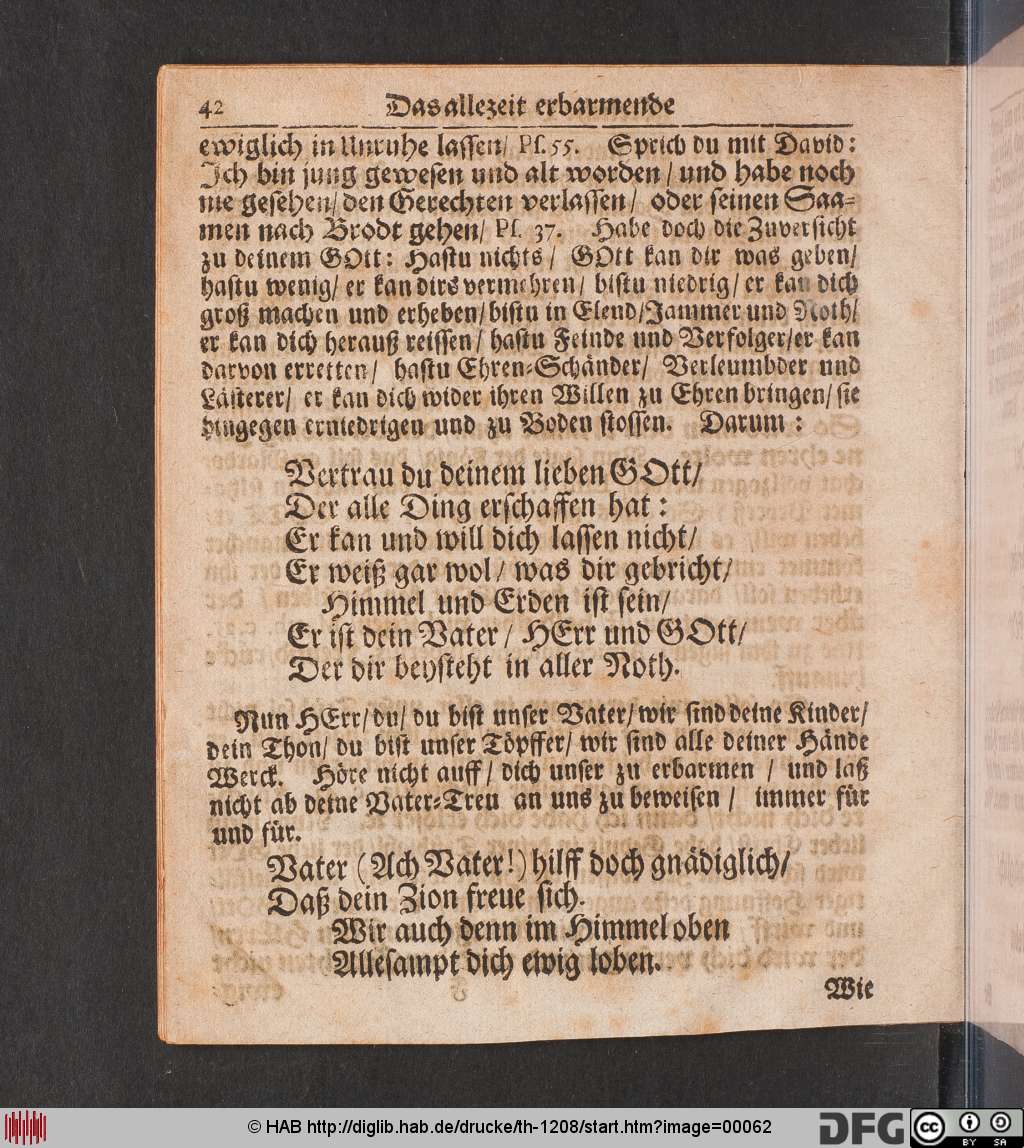 42 Das allezeit erbarmende
ewiglich in Unruhe lassen/ Ps. 55. Sprich du mit David:
Ich bin jung gewesen und alt worden/ und habe noch
nie gesehen/ den Gerechten verlassen/ oder seinen Saa-
men nach Brodt gehen/ Ps. 37. Habe doch die Zuversicht
zu deinem GOtt: Hastu nichts/ GOtt kan dir was geben/
hastu wenig/ er kan dirs vermehren/ bistu niedrig/ er kan dich
groß machen und erheben/ bistu in Elend/ Jammer und Noth/
er kan dich herauß reissen/ hastu Feinde und Verfolger/ er kan
darvon erretten/ hastu Ehren-Schänder/ Verleumbder und
Lästerer/ er kan dich wider ihren Willen zu Ehren bringen/ sie
hingegen erniedrigen und zu Boden stossen. Darum:
Vertrau du deinem lieben GOtt/
Der alle Ding erschaffen hat:
Er kan und will dich lassen nicht/
Er weiß gar wol/ was dir gebricht/
Himmel und Erden ist sein/
Er ist dein Vater/ HErr und GOtt/
Der dir beysteht in aller Noth.
Nun HErr/ du/ du bist unser Vater/ wir sind deine Kinder/
dein Thon/ du bist unser Töpffer/ wir sind alle deiner Hände
Werck. Höre nicht auff/ dich unser zu erbarmen/ und laß
nicht ab deine Vater-Treu an uns zu beweisen/ immer für
und für.
Vater (Ach Vater!) hilff doch gnädiglich/
Daß dein Zion freue sich.
Wir auch denn im Himmel oben
Allesampt dich ewig loben.
Wie
© HAB http://diglib.hab.de/drucke/th-1208/start.htm?image=00062
DFG
cc
BY SA